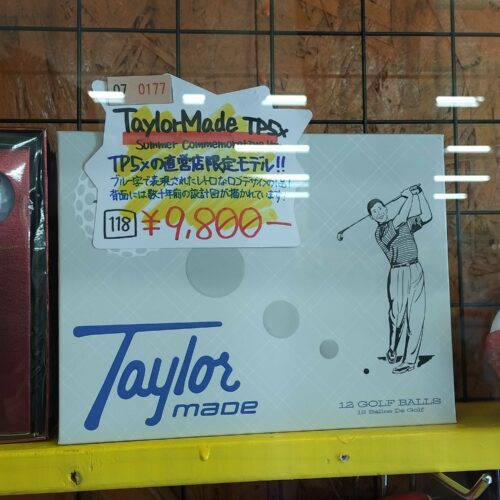 07 0177
TaylorMade TP5x
Summer Commemorative
TP5xの直営店限定モデル!!
ブルー字で表現されたレトロなロゴデザイン
背面には数十年前の設計図が描かれています!
118 ¥9,800-
Taylor
made
12 GOLF BALLS
12 Balles De Golf